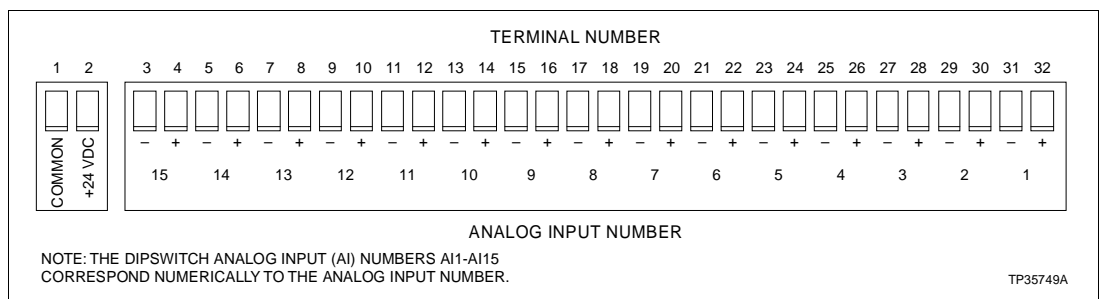 TERMINAL NUMBER
1 2 3 4 5 6 7 8 9 10 11 12 13 14 15 16 17 18 19 20 21 22 23 24 25 26 27 28 29 30 31 32
COMMON
+24 VDC
– + – + – + – + – + – + – + – + – + – + – + – + – + – + – +
15 14 13 12 11 10 9 8 7 6 5 4 3 2 1
ANALOG INPUT NUMBER
NOTE: THE DIPSWITCH ANALOG INPUT (AI) NUMBERS AI1-AI15
CORRESPOND NUMERICALLY TO THE ANALOG INPUT NUMBER.
TP35749A